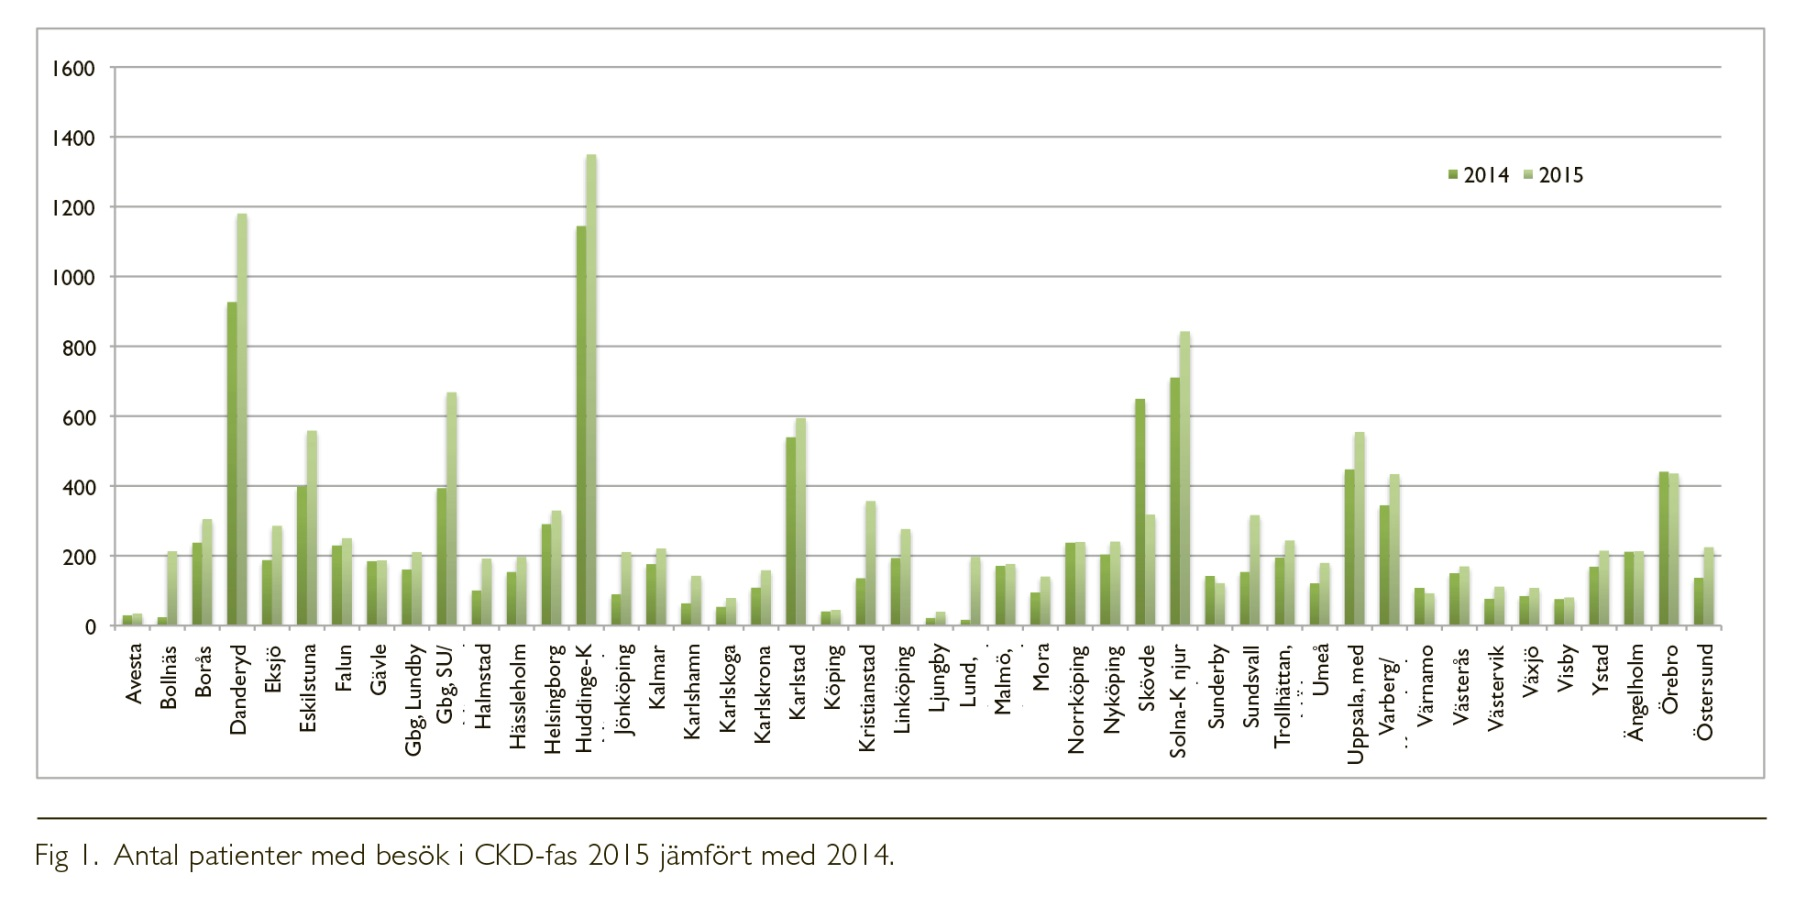 1600
1400
1200
1000
800
600
400
200
0
2014 2015
Avesta
Bollnäs
Borås
Danderyd
Eksjö
Eskilstuna
Falun
Gävle
Gbg, Lundby
Gbg, SU/
Halmstad
Hässleholm
Helsingborg
Huddinge-K
Jönköping
Kalmar
Karlshamn
Karlskoga
Karlskrona
Karlstad
Köping
Kristianstad
Linköping
Ljungby
Lund,
Malmö,
Mora
Norrköping
Nyköping
Skövde
Solna-K njur
Sunderby
Sundsvall
Trollhättan,
Umeå
Uppsala, med
Varberg/
Värnamo
Västerås
Västervik
Växjö
Visby
Ystad
Ängelholm
Örebro
Östersund
Fig 1. Antal patienter med besök i CKD-fas 2015 jämfört med 2014.